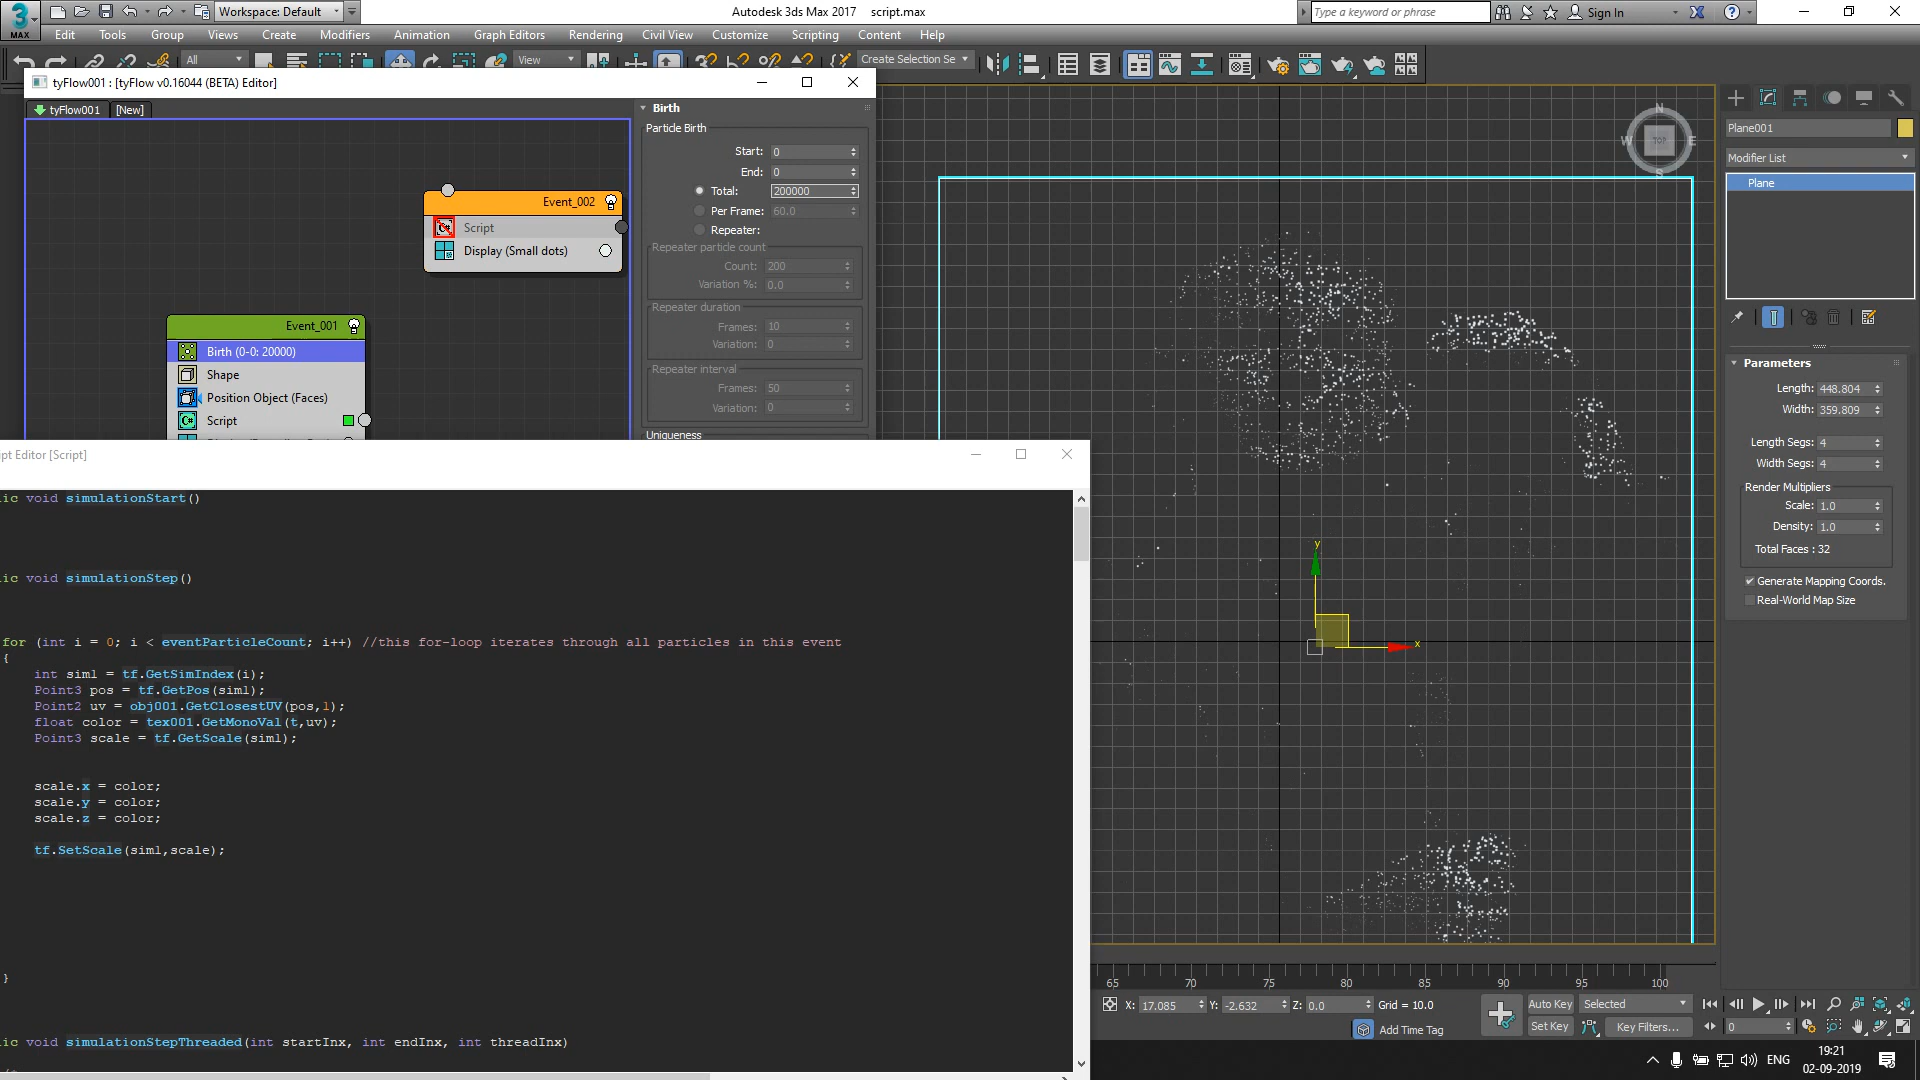 Workspace: Default
Autodesk 3ds Max 2017    script.max
Type a keyword or phrase
Sign In
MAX
Edit
Tools
Group
Views
Create
Modifiers
Animation
Graph Editors
Rendering
Civil View
Customize
Scripting
Content
Help
All
View
Create Selection Se
tyFlow001 : [tyFlow v0.16044 (BETA) Editor]
tyFlow001
[New]
Event_002
Script
Display (Small dots)
Event_001
Birth (0-0: 20000)
Shape
Position Object (Faces)
Script
Birth
Particle Birth
Start: 0
End: 0
Total: 200000
Per Frame: 60.0
Repeater:
Repeater particle count
Count: 200
Variation %: 0.0
Repeater duration
Frames: 10
Variation: 0
Repeater interval
Frames: 50
Variation: 0
Uniqueness
pt Editor [Script]
ic void simulationStart()
ic void simulationStep()
for (int i = 0; i < eventParticleCount; i++) //this for-loop iterates through all particles in this event
{
int siml = tf.GetSimIndex(i);
Point3 pos = tf.GetPos(siml);
Point2 uv = obj001.GetClosestUV(pos,1);
float color = tex001.GetMonoVal(t,uv);
Point3 scale = tf.GetScale(siml);
scale.x = color;
scale.y = color;
scale.z = color;
tf.SetScale(siml,scale);
}
ic void simulationStepThreaded(int startInx, int endInx, int threadInx)
N
W
TOP
E
S
y
x
Plane001
Modifier List
Plane
Parameters
Length: 448.804
Width: 359.809
Length Segs: 4
Width Segs: 4
Render Multipliers
Scale: 1.0
Density: 1.0
Total Faces : 32
Generate Mapping Coords.
Real-World Map Size
65 70 75 80 85 90 95 100
X: 17.085 Y: -2.632 Z: 0.0 Grid = 10.0
Add Time Tag
Auto Key
Selected
Set Key
Key Filters...
0
ENG
19:21
02-09-2019